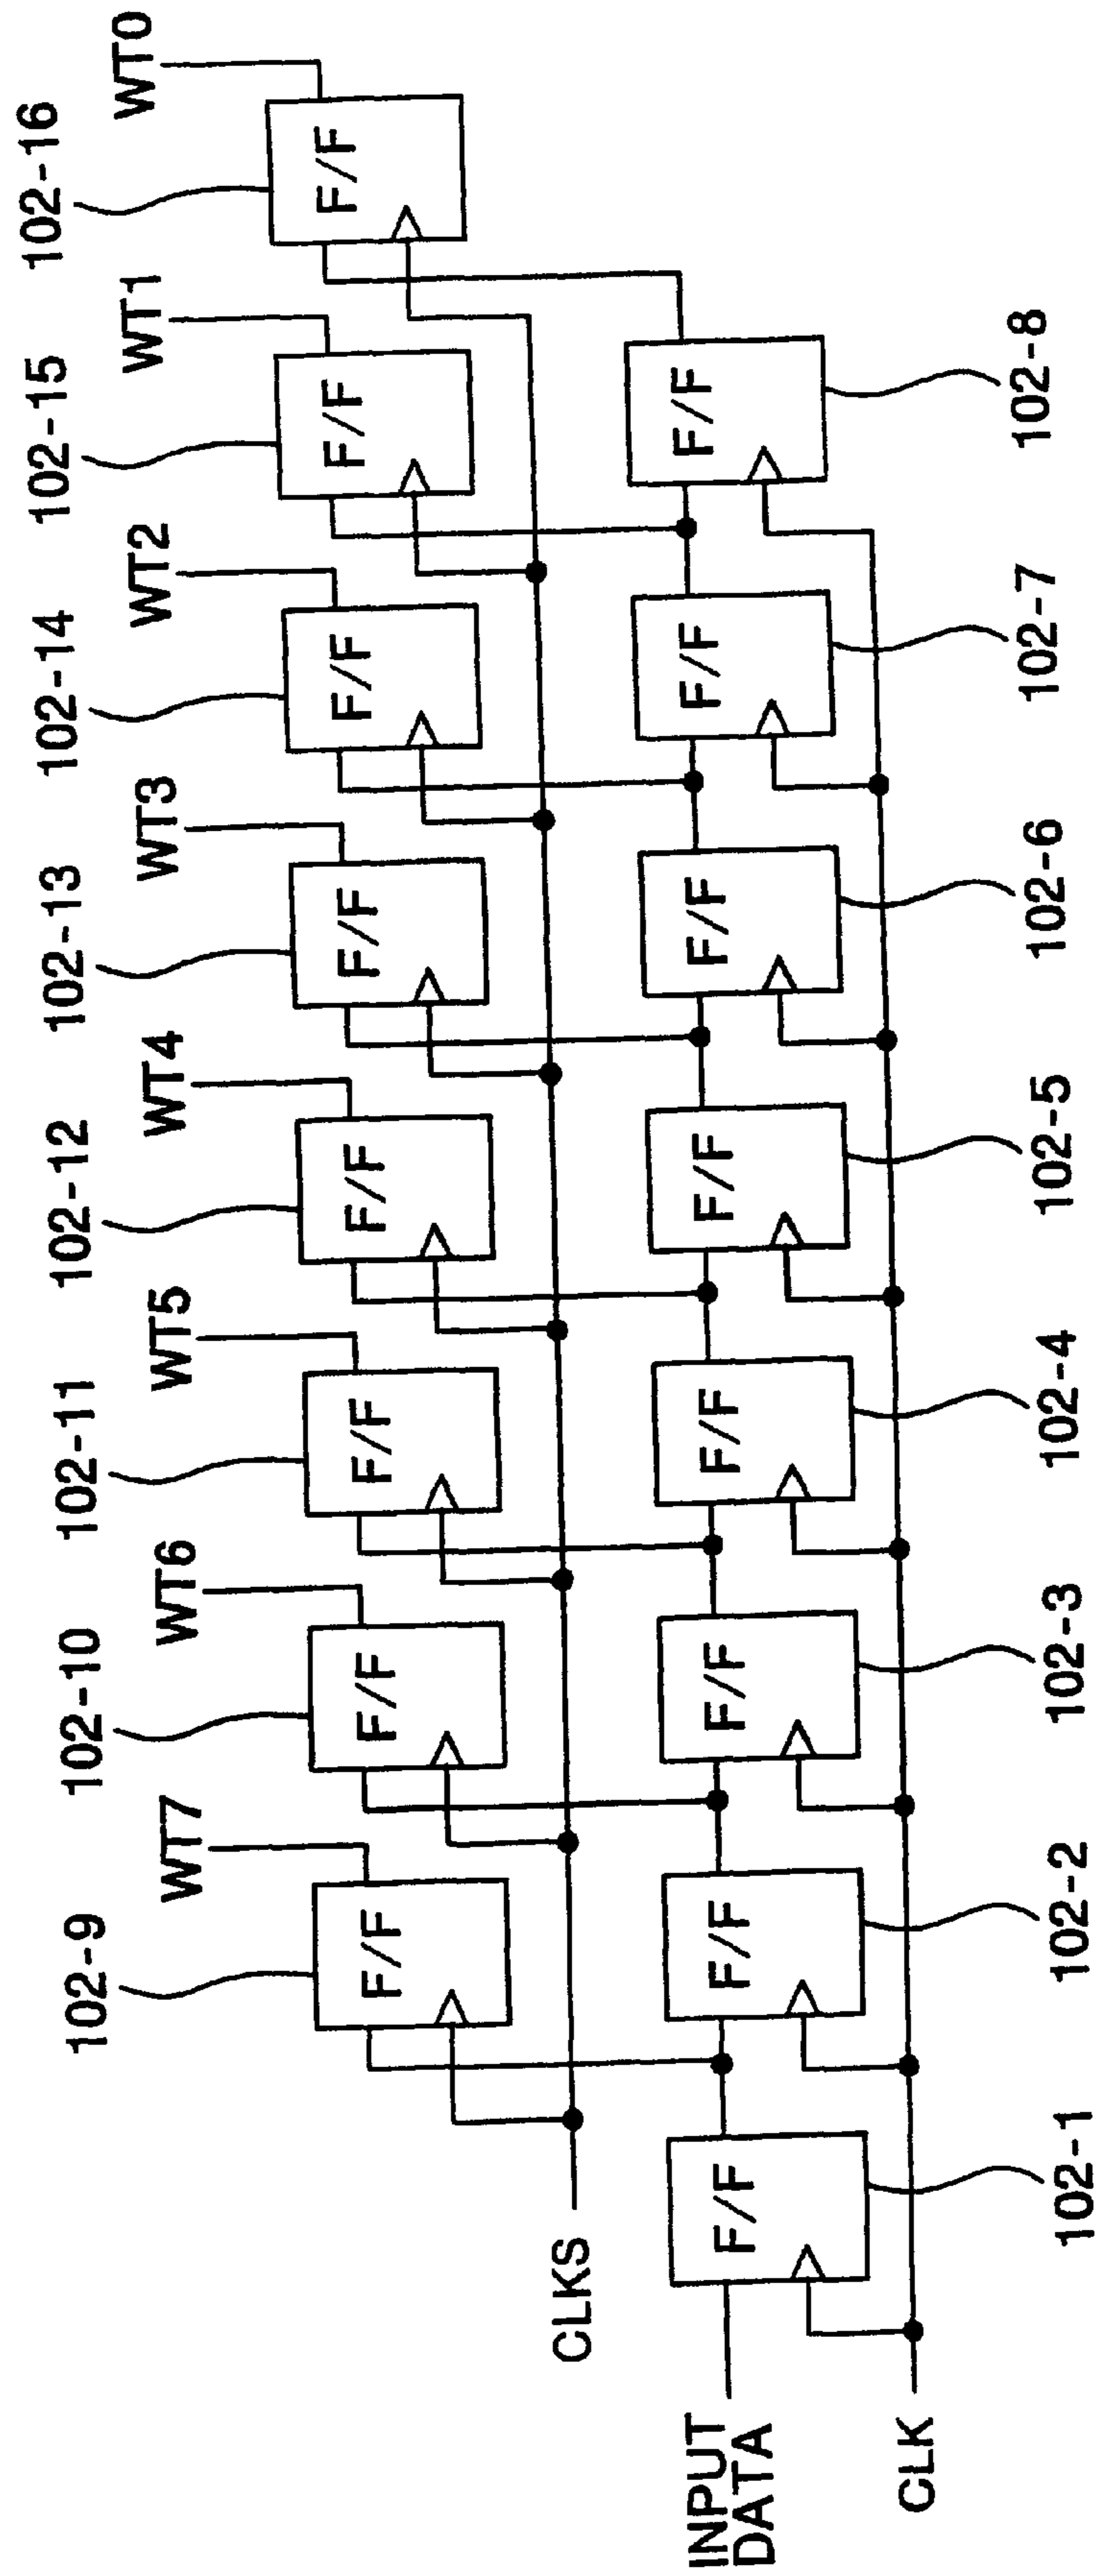 WT7
WT6
WT5
WT4
WT3
WT2
WT1
WT0
102-9
102-10
102-11
102-12
102-13
102-14
102-15
102-16
F/F
F/F
F/F
F/F
F/F
F/F
F/F
F/F
CLKS
INPUT
DATA
F/F
F/F
F/F
F/F
F/F
F/F
F/F
F/F
CLK
102-1
102-2
102-3
102-4
102-5
102-6
102-7
102-8